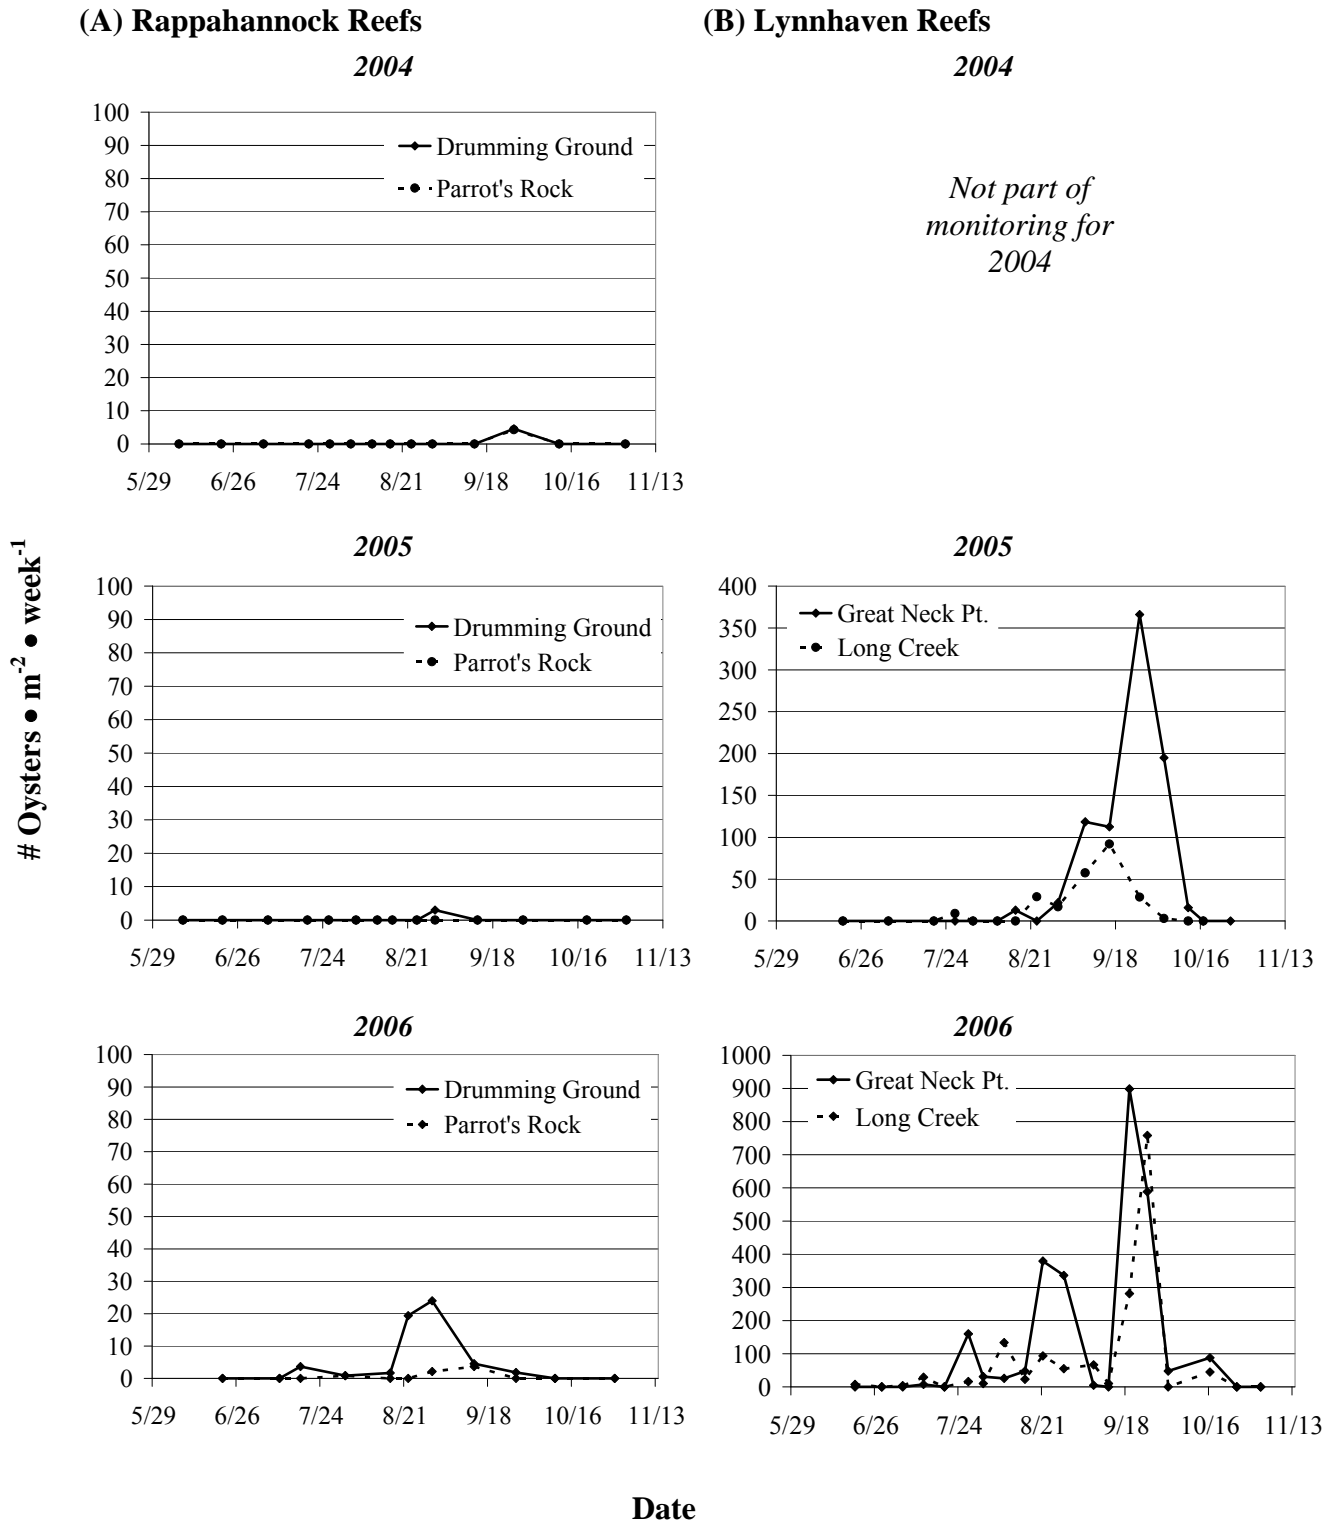 (A) Rappahannock Reefs
(B) Lynnhaven Reefs
2004
100
90
80
70
60
50
40
30
20
10
0
Drumming Ground
Parrot's Rock
5/29 6/26 7/24 8/21 9/18 10/16 11/13
2004
Not part of
monitoring for
2004
# Oysters ● m-2 ● week-1
2005
100
90
80
70
60
50
40
30
20
10
0
Drumming Ground
Parrot's Rock
5/29 6/26 7/24 8/21 9/18 10/16 11/13
2005
400
350
300
250
200
150
100
50
0
Great Neck Pt.
Long Creek
5/29 6/26 7/24 8/21 9/18 10/16 11/13
2006
100
90
80
70
60
50
40
30
20
10
0
Drumming Ground
Parrot's Rock
5/29 6/26 7/24 8/21 9/18 10/16 11/13
2006
1000
900
800
700
600
500
400
300
200
100
0
Great Neck Pt.
Long Creek
5/29 6/26 7/24 8/21 9/18 10/16 11/13
Date